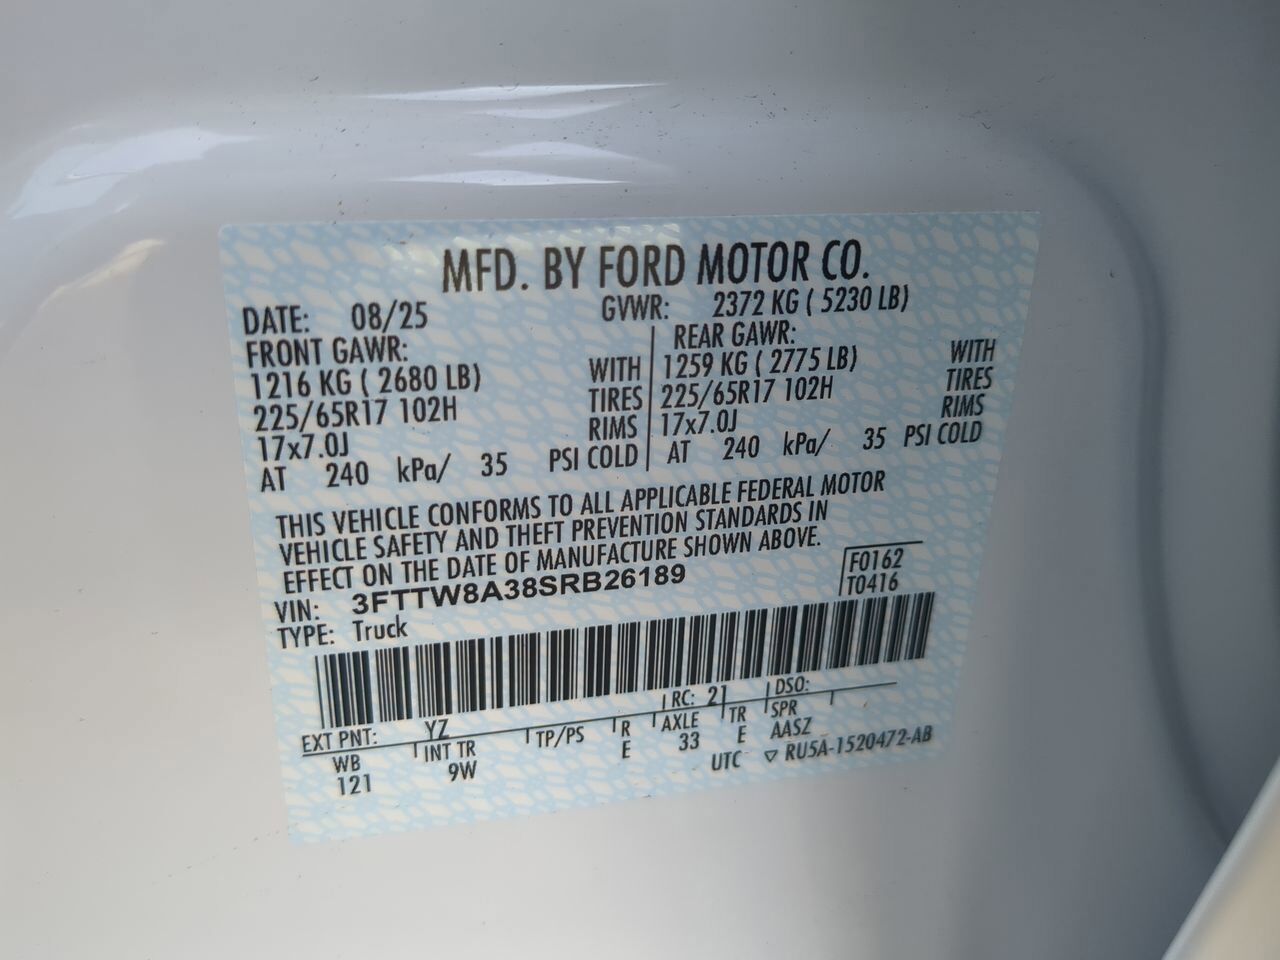 MFD. BY FORD MOTOR CO.
DATE: 08/25 GVWR: 2372 KG ( 5230 LB)
FRONT GAWR: REAR GAWR:
1216 KG ( 2680 LB) WITH 1259 KG ( 2775 LB) WITH
225/65R17 102H TIRES 225/65R17 102H TIRES
17x7.0J RIMS 17x7.0J RIMS
AT 240 kPa/ 35 PSI COLD AT 240 kPa/ 35 PSI COLD
THIS VEHICLE CONFORMS TO ALL APPLICABLE FEDERAL MOTOR
VEHICLE SAFETY AND THEFT PREVENTION STANDARDS IN
EFFECT ON THE DATE OF MANUFACTURE SHOWN ABOVE.
VIN: 3FTTW8A38SRB26189 F0162
TYPE: Truck T0416
EXT PNT: YZ RC: 21 DSO:
WB INT TR TP/PS R AXLE TR SPR
121 9W E 33 E AASZ
UTC ▽ RU5A-1520472-AB